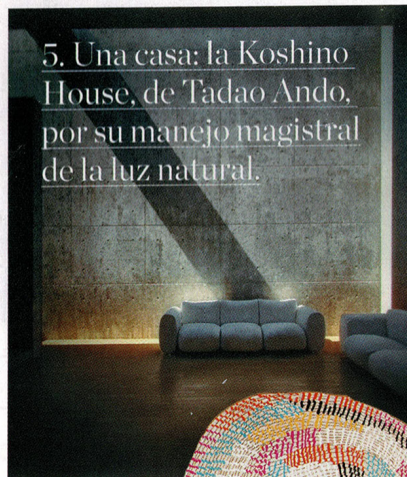 5. Una casa: la Koshino
House, de Tadao Ando,
por su manejo magistral
de la luz natural.